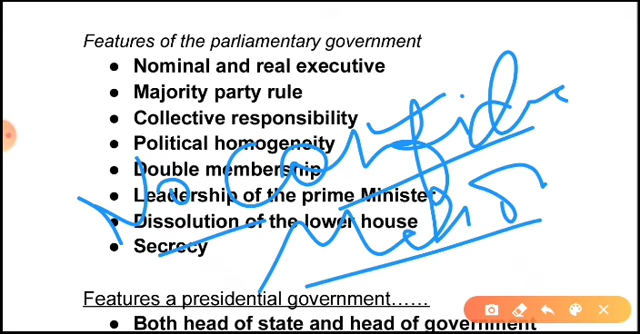 Features of the parliamentary government
● Nominal and real executive
● Majority party rule
● Collective responsibility
● Political homogeneity
● Double membership
● Leadership of the prime Minister
● Dissolution of the lower house
● Secrecy
No Confidence
Features a presidential government......
● Both head of state and head of government